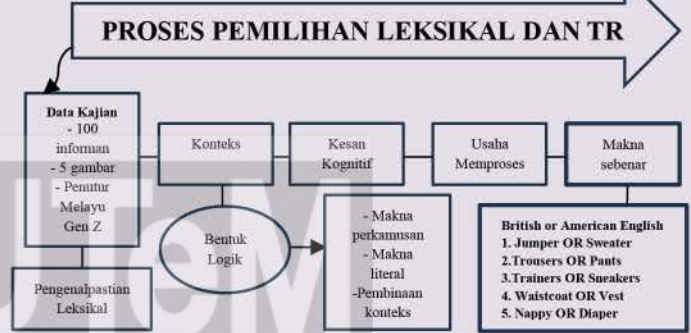 PROSES PEMILIHAN LEKSIKAL DAN TR
Data Kajian
- 100
informan
- 5 gambar
- Penutur
Melayu
Gen Z
Konteks
Kesan
Kognitif
Usaha
Memproses
Makna
sebenar
Pengenalpastian
Leksikal
Bentuk
Logik
- Makna
perkamusan
- Makna
literal
-Pembinaan
konteks
British or American English
1. Jumper OR Sweater
2.Trousers OR Pants
3.Trainers OR Sneakers
4. Waistcoat OR Vest
5. Nappy OR Diaper
UTeM